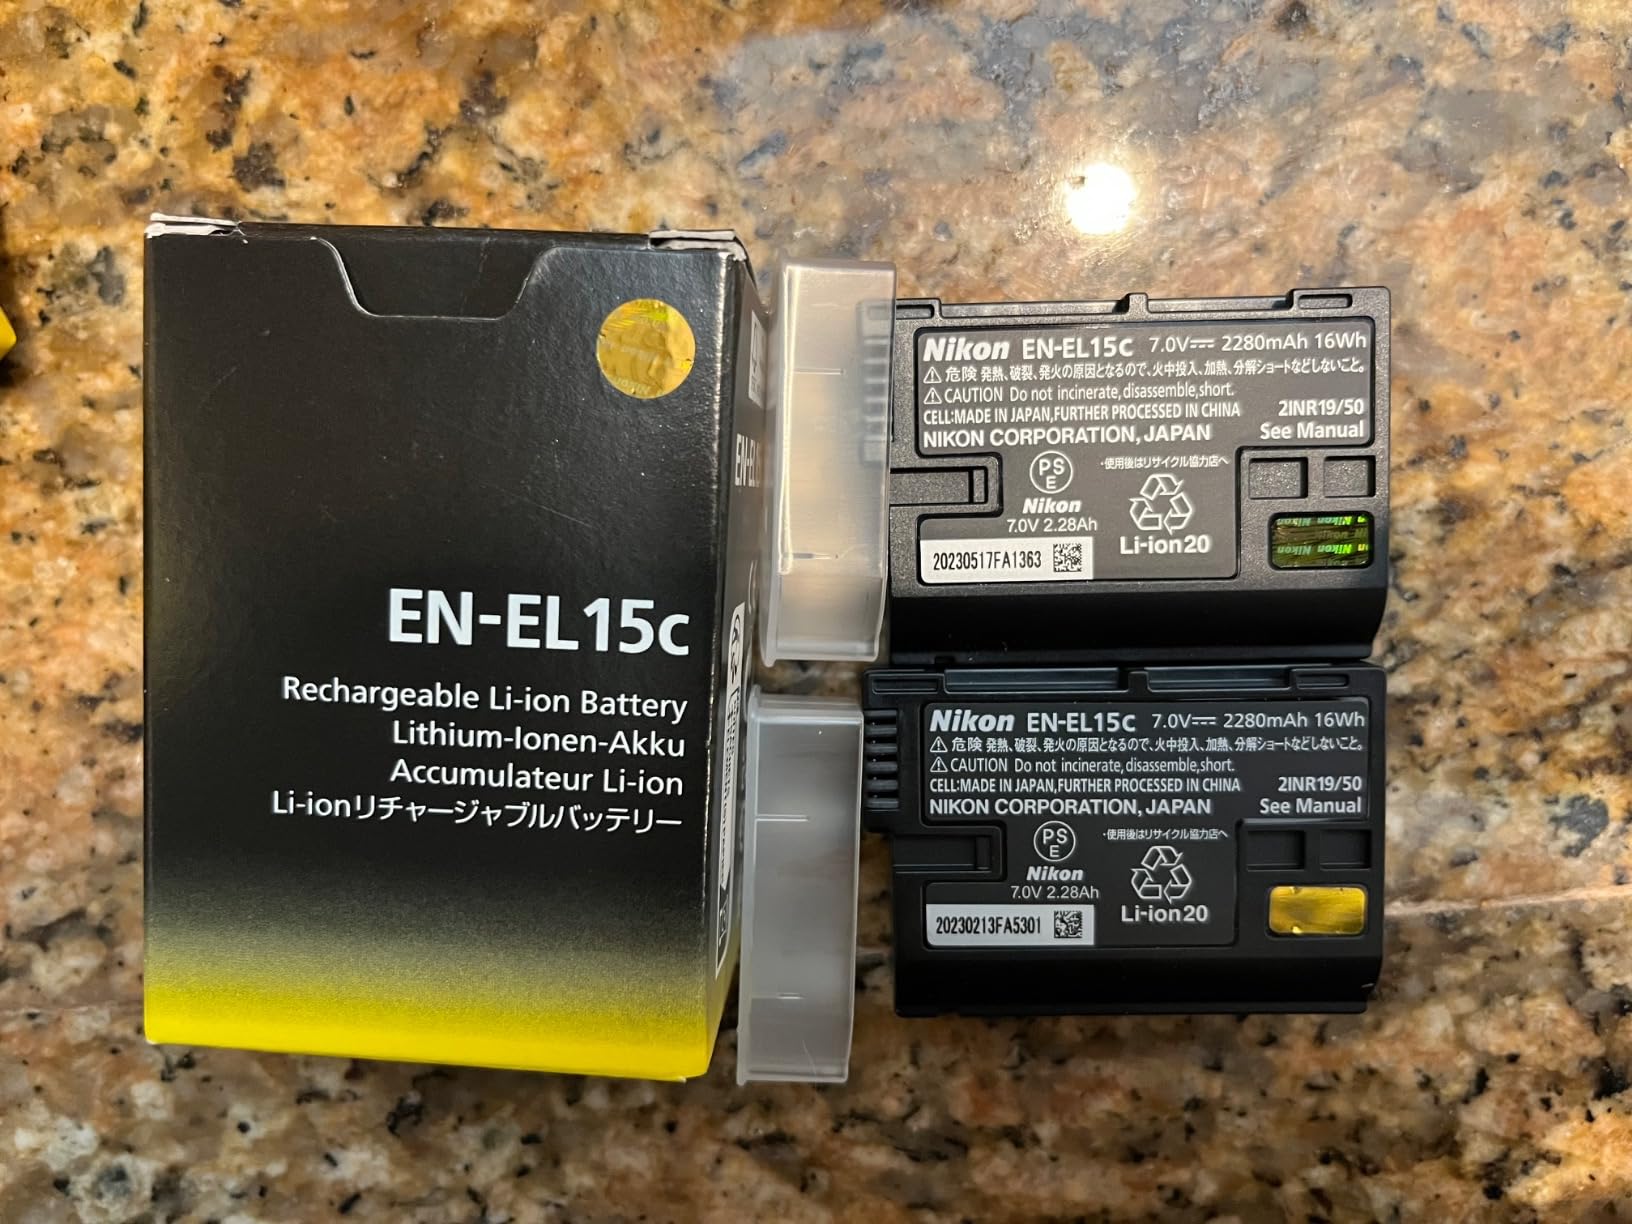 EN-EL15c
Rechargeable Li-ion Battery
Lithium-Ionen-Akku
Accumulateur Li-ion
Li-ionリチャージャブルバッテリー
EN-EL15
Nikon EN-EL15c 7.0V⎓ 2280mAh 16Wh
⚠危険 発熱、破裂、発火の原因となるので、火中投入、加熱、分解ショートなどしないこと。
⚠CAUTION Do not incinerate, disassemble, short.
CELL:MADE IN JAPAN,FURTHER PROCESSED IN CHINA 2INR19/50
NIKON CORPORATION, JAPAN See Manual
PS
E
・使用後はリサイクル協力店へ
Nikon
7.0V 2.28Ah
Li-ion20
20230517FA1363
Nikon Nikon Nikon
Nikon
Nikon Nikon
Nikon EN-EL15c 7.0V⎓ 2280mAh 16Wh
⚠危険 発熱、破裂、発火の原因となるので、火中投入、加熱、分解ショートなどしないこと。
⚠CAUTION Do not incinerate, disassemble, short.
CELL:MADE IN JAPAN,FURTHER PROCESSED IN CHINA 2INR19/50
NIKON CORPORATION, JAPAN See Manual
PS
E
・使用後はリサイクル協力店へ
Nikon
7.0V 2.28Ah
Li-ion20
20230213FA5301